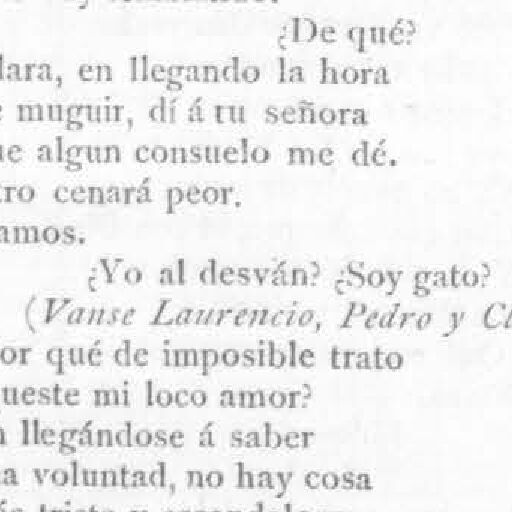 ¿De qué?
lara, en llegando la hora
muguir, dí á tu señora
ue algun consuelo me dé.
tro cenará peor.
amos.
¿Yo al desván? ¿Soy gato?
(Vanse Laurencio, Pedro y Cl
or qué de imposible trato
queste mi loco amor?
n llegándose á saber
la voluntad, no hay cosa